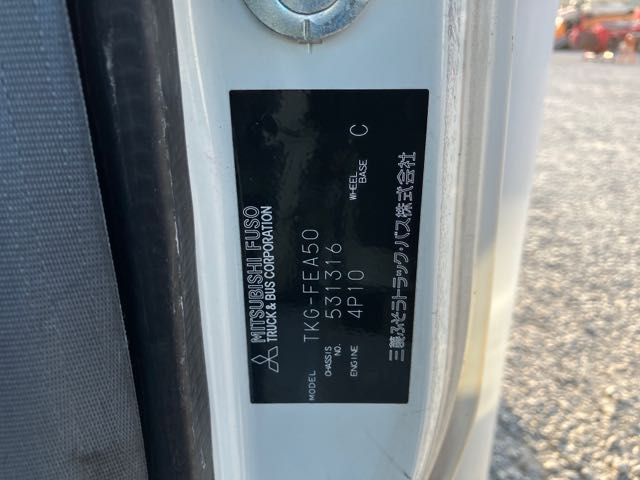 MITSUBISHI FUSO
TRUCK & BUS CORPORATION
MODEL TKG-FEA50
CHASSIS NO. 531316
ENGINE 4P10 WHEEL BASE C
三菱ふそうトラック・バス株式会社